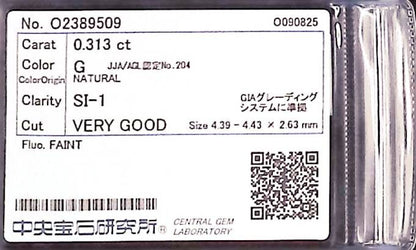 No. O2389509 O090825
Carat 0.313 ct
Color G JJA/AGL認定No.204
ColorOrigin NATURAL
Clarity SI-1 GIAグレーディング
システムに準拠
Cut VERY GOOD Size 4.39 - 4.43 × 2.63 mm
Fluo. FAINT
中央宝石研究所® CENTRAL GEM
LABORATORY